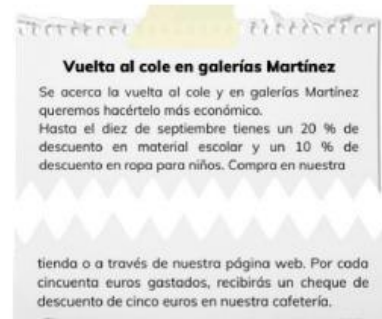 Vuelta al cole en galerías Martínez
Se acerca la vuelta al cole y en galerías Martínez
queremos hacértelo más económico.
Hasta el diez de septiembre tienes un 20 % de
descuento en material escolar y un 10 % de
descuento en ropa para niños. Compra en nuestra
tienda o a través de nuestra página web. Por cada
cincuenta euros gastados, recibirás un cheque de
descuento de cinco euros en nuestra cafetería.